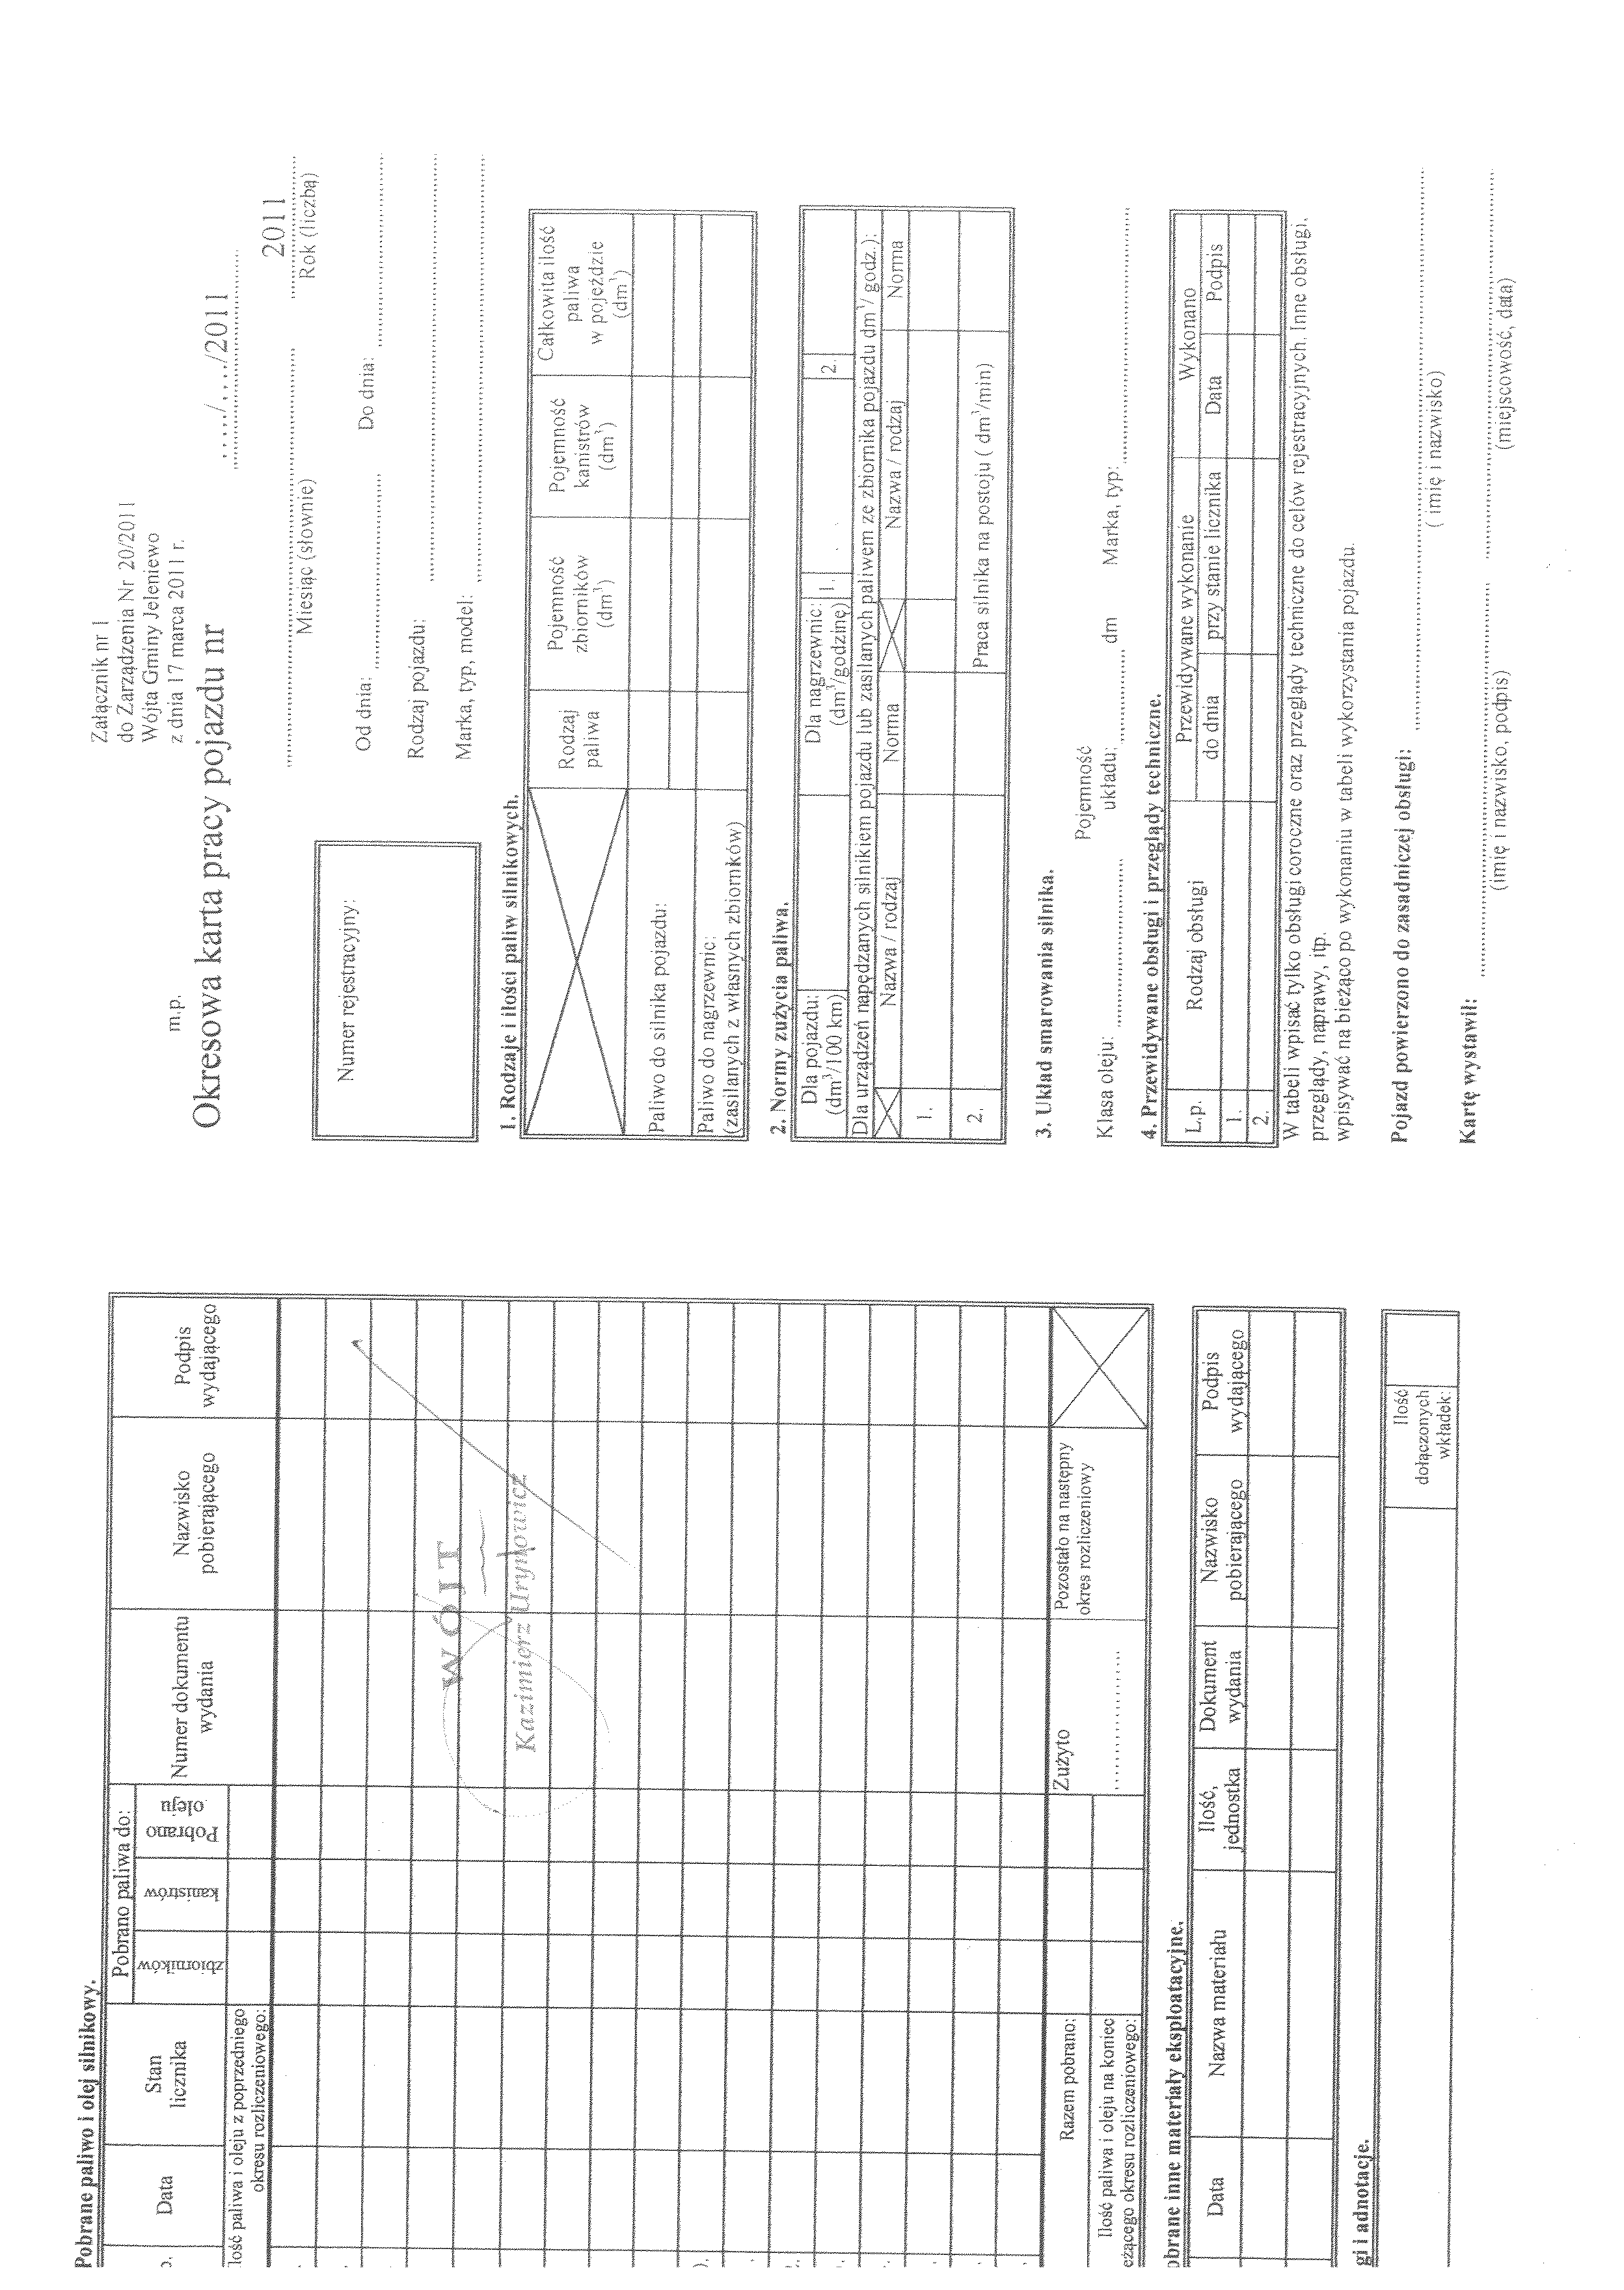 Załącznik nr 1
do Zarządzenia Nr 20/2011
Wójta Gminy Jeleniewo
z dnia 17 marca 2011 r.
m.p.
Okresowa karta pracy pojazdu nr ...../...../2011
2011
Miesiąc (słownie) Rok (liczbą)
Numer rejestracyjny:
Od dnia: Do dnia:
Rodzaj pojazdu:
Marka, typ, model:
1. Rodzaje i ilości paliw silnikowych.
Rodzaj paliwa
Pojemność zbiorników (dm³)
Pojemność kanistrów (dm³)
Całkowita ilość paliwa w pojeździe (dm³)
Paliwo do silnika pojazdu:
Paliwo do nagrzewnic:
(zasilanych z własnych zbiorników)
2. Normy zużycia paliwa.
Dla pojazdu: (dm³/100 km)
Dla nagrzewnic: (dm³/godzinę)
1.
2.
Dla urządzeń napędzanych silnikiem pojazdu lub zasilanych paliwem ze zbiornika pojazdu dm³/ godz.):
Nazwa / rodzaj Norma Nazwa / rodzaj Norma
1.
2. Praca silnika na postoju ( dm³/min)
3. Układ smarowania silnika.
Klasa oleju: Pojemność układu: dm Marka, typ:
4. Przewidywane obsługi i przeglądy techniczne.
L.p. Rodzaj obsługi Przewidywane wykonanie Wykonano
do dnia przy stanie licznika Data Podpis
1.
2.
W tabeli wpisać tylko obsługi coroczne oraz przeglądy techniczne do celów rejestracyjnych. Inne obsługi,
przeglądy, naprawy, itp.
wpisywać na bieżąco po wykonaniu w tabeli wykorzystania pojazdu.
Pojazd powierzono do zasadniczej obsługi:
( imię i nazwisko)
Kartę wystawił:
(imię i nazwisko, podpis) (miejscowość, data)
Pobrane paliwo i olej silnikowy.
Data
Stan licznika
Pobrano paliwa do:
zbiorników
kanistrów
Pobrano oleju
Numer dokumentu wydania
Nazwisko pobierającego
Podpis wydającego
paliwa i oleju z poprzedniego
okresu rozliczeniowego:
WÓJT
Kazimierz Urynowicz
Razem pobrano:
Zużyto
Pozostało na następny
okres rozliczeniowy
Ilość paliwa i oleju na koniec
okresu rozliczeniowego:
inne materiały eksploatacyjne.
Data
Nazwa materiału
Ilość, jednostka
Dokument wydania
Nazwisko pobierającego
Podpis wydającego
i adnotacje.
Ilość
dołączonych
wkładek: